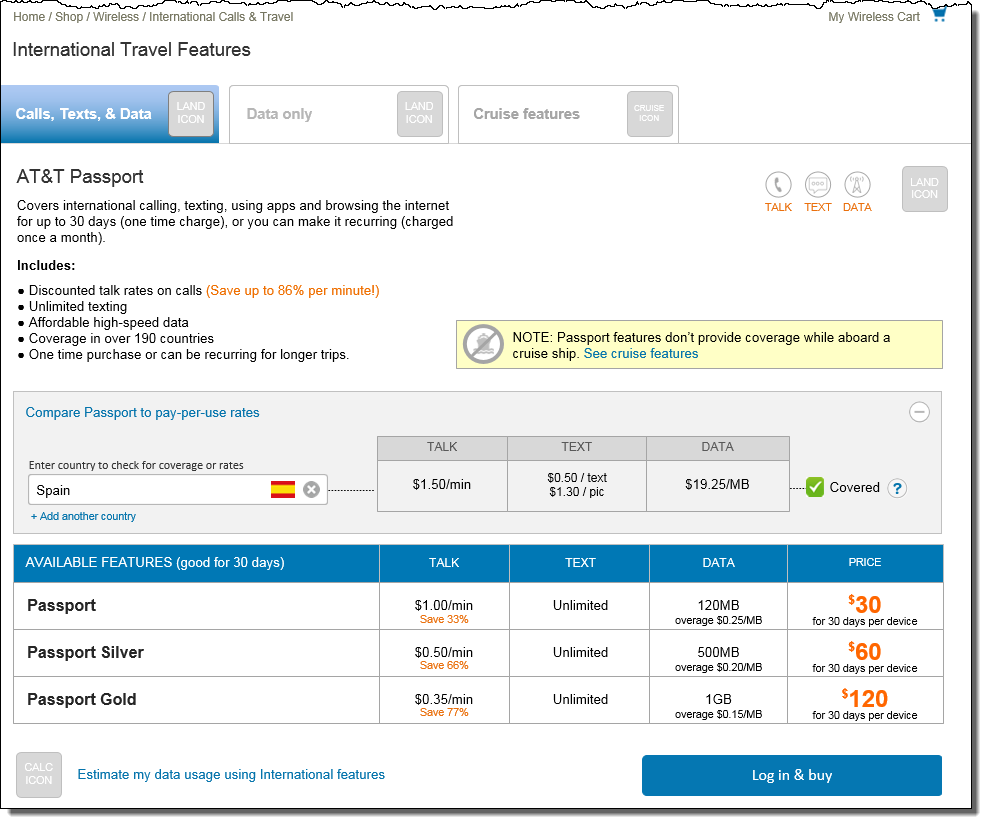 Home / Shop / Wireless / International Calls & Travel
My Wireless Cart
International Travel Features
Calls, Texts, & Data
LAND
ICON
Data only
LAND
ICON
Cruise features
CRUISE
ICON
AT&T Passport
Covers international calling, texting, using apps and browsing the internet
for up to 30 days (one time charge), or you can make it recurring (charged
once a month).
TALK
TEXT
DATA
LAND
ICON
Includes:
● Discounted talk rates on calls (Save up to 86% per minute!)
● Unlimited texting
● Affordable high-speed data
● Coverage in over 190 countries
● One time purchase or can be recurring for longer trips.
NOTE: Passport features don’t provide coverage while aboard a
cruise ship. See cruise features
Compare Passport to pay-per-use rates
TALK TEXT DATA
Enter country to check for coverage or rates
Spain
$1.50/min
$0.50 / text
$1.30 / pic
$19.25/MB
Covered ?
+ Add another country
AVAILABLE FEATURES (good for 30 days) TALK TEXT DATA PRICE
Passport $1.00/min Unlimited 120MB $30
Save 33% overage $0.25/MB for 30 days per device
Passport Silver $0.50/min Unlimited 500MB $60
Save 66% overage $0.20/MB for 30 days per device
Passport Gold $0.35/min Unlimited 1GB $120
Save 77% overage $0.15/MB for 30 days per device
CALC
ICON
Estimate my data usage using International features
Log in & buy